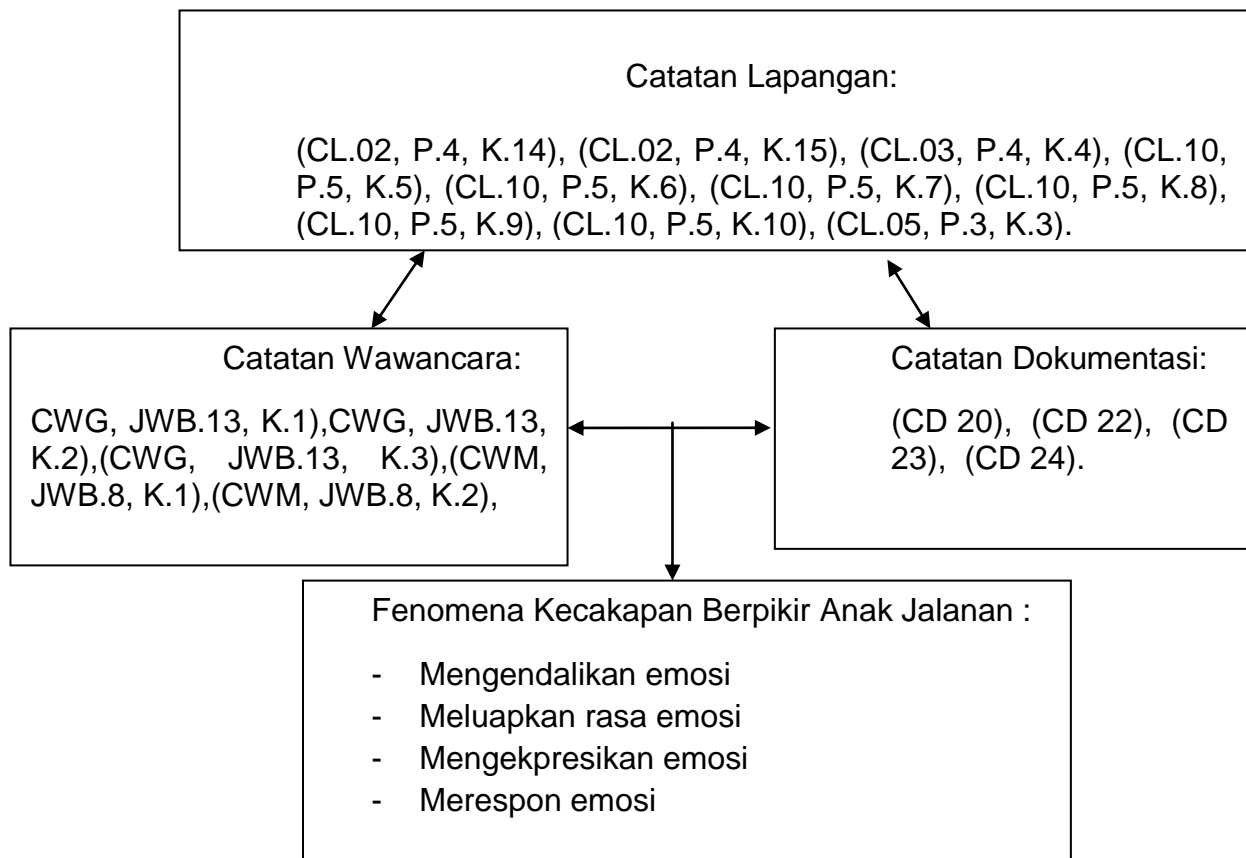 Catatan Lapangan:
(CL.02, P.4, K.14), (CL.02, P.4, K.15), (CL.03, P.4, K.4), (CL.10,
P.5, K.5), (CL.10, P.5, K.6), (CL.10, P.5, K.7), (CL.10, P.5, K.8),
(CL.10, P.5, K.9), (CL.10, P.5, K.10), (CL.05, P.3, K.3).
Catatan Wawancara:
CWG, JWB.13, K.1),CWG, JWB.13,
K.2),(CWG, JWB.13, K.3),(CWM,
JWB.8, K.1),(CWM, JWB.8, K.2),
Catatan Dokumentasi:
(CD 20), (CD 22), (CD
23), (CD 24).
Fenomena Kecakapan Berpikir Anak Jalanan :
- Mengendalikan emosi
- Meluapkan rasa emosi
- Mengekpresikan emosi
- Merespon emosi